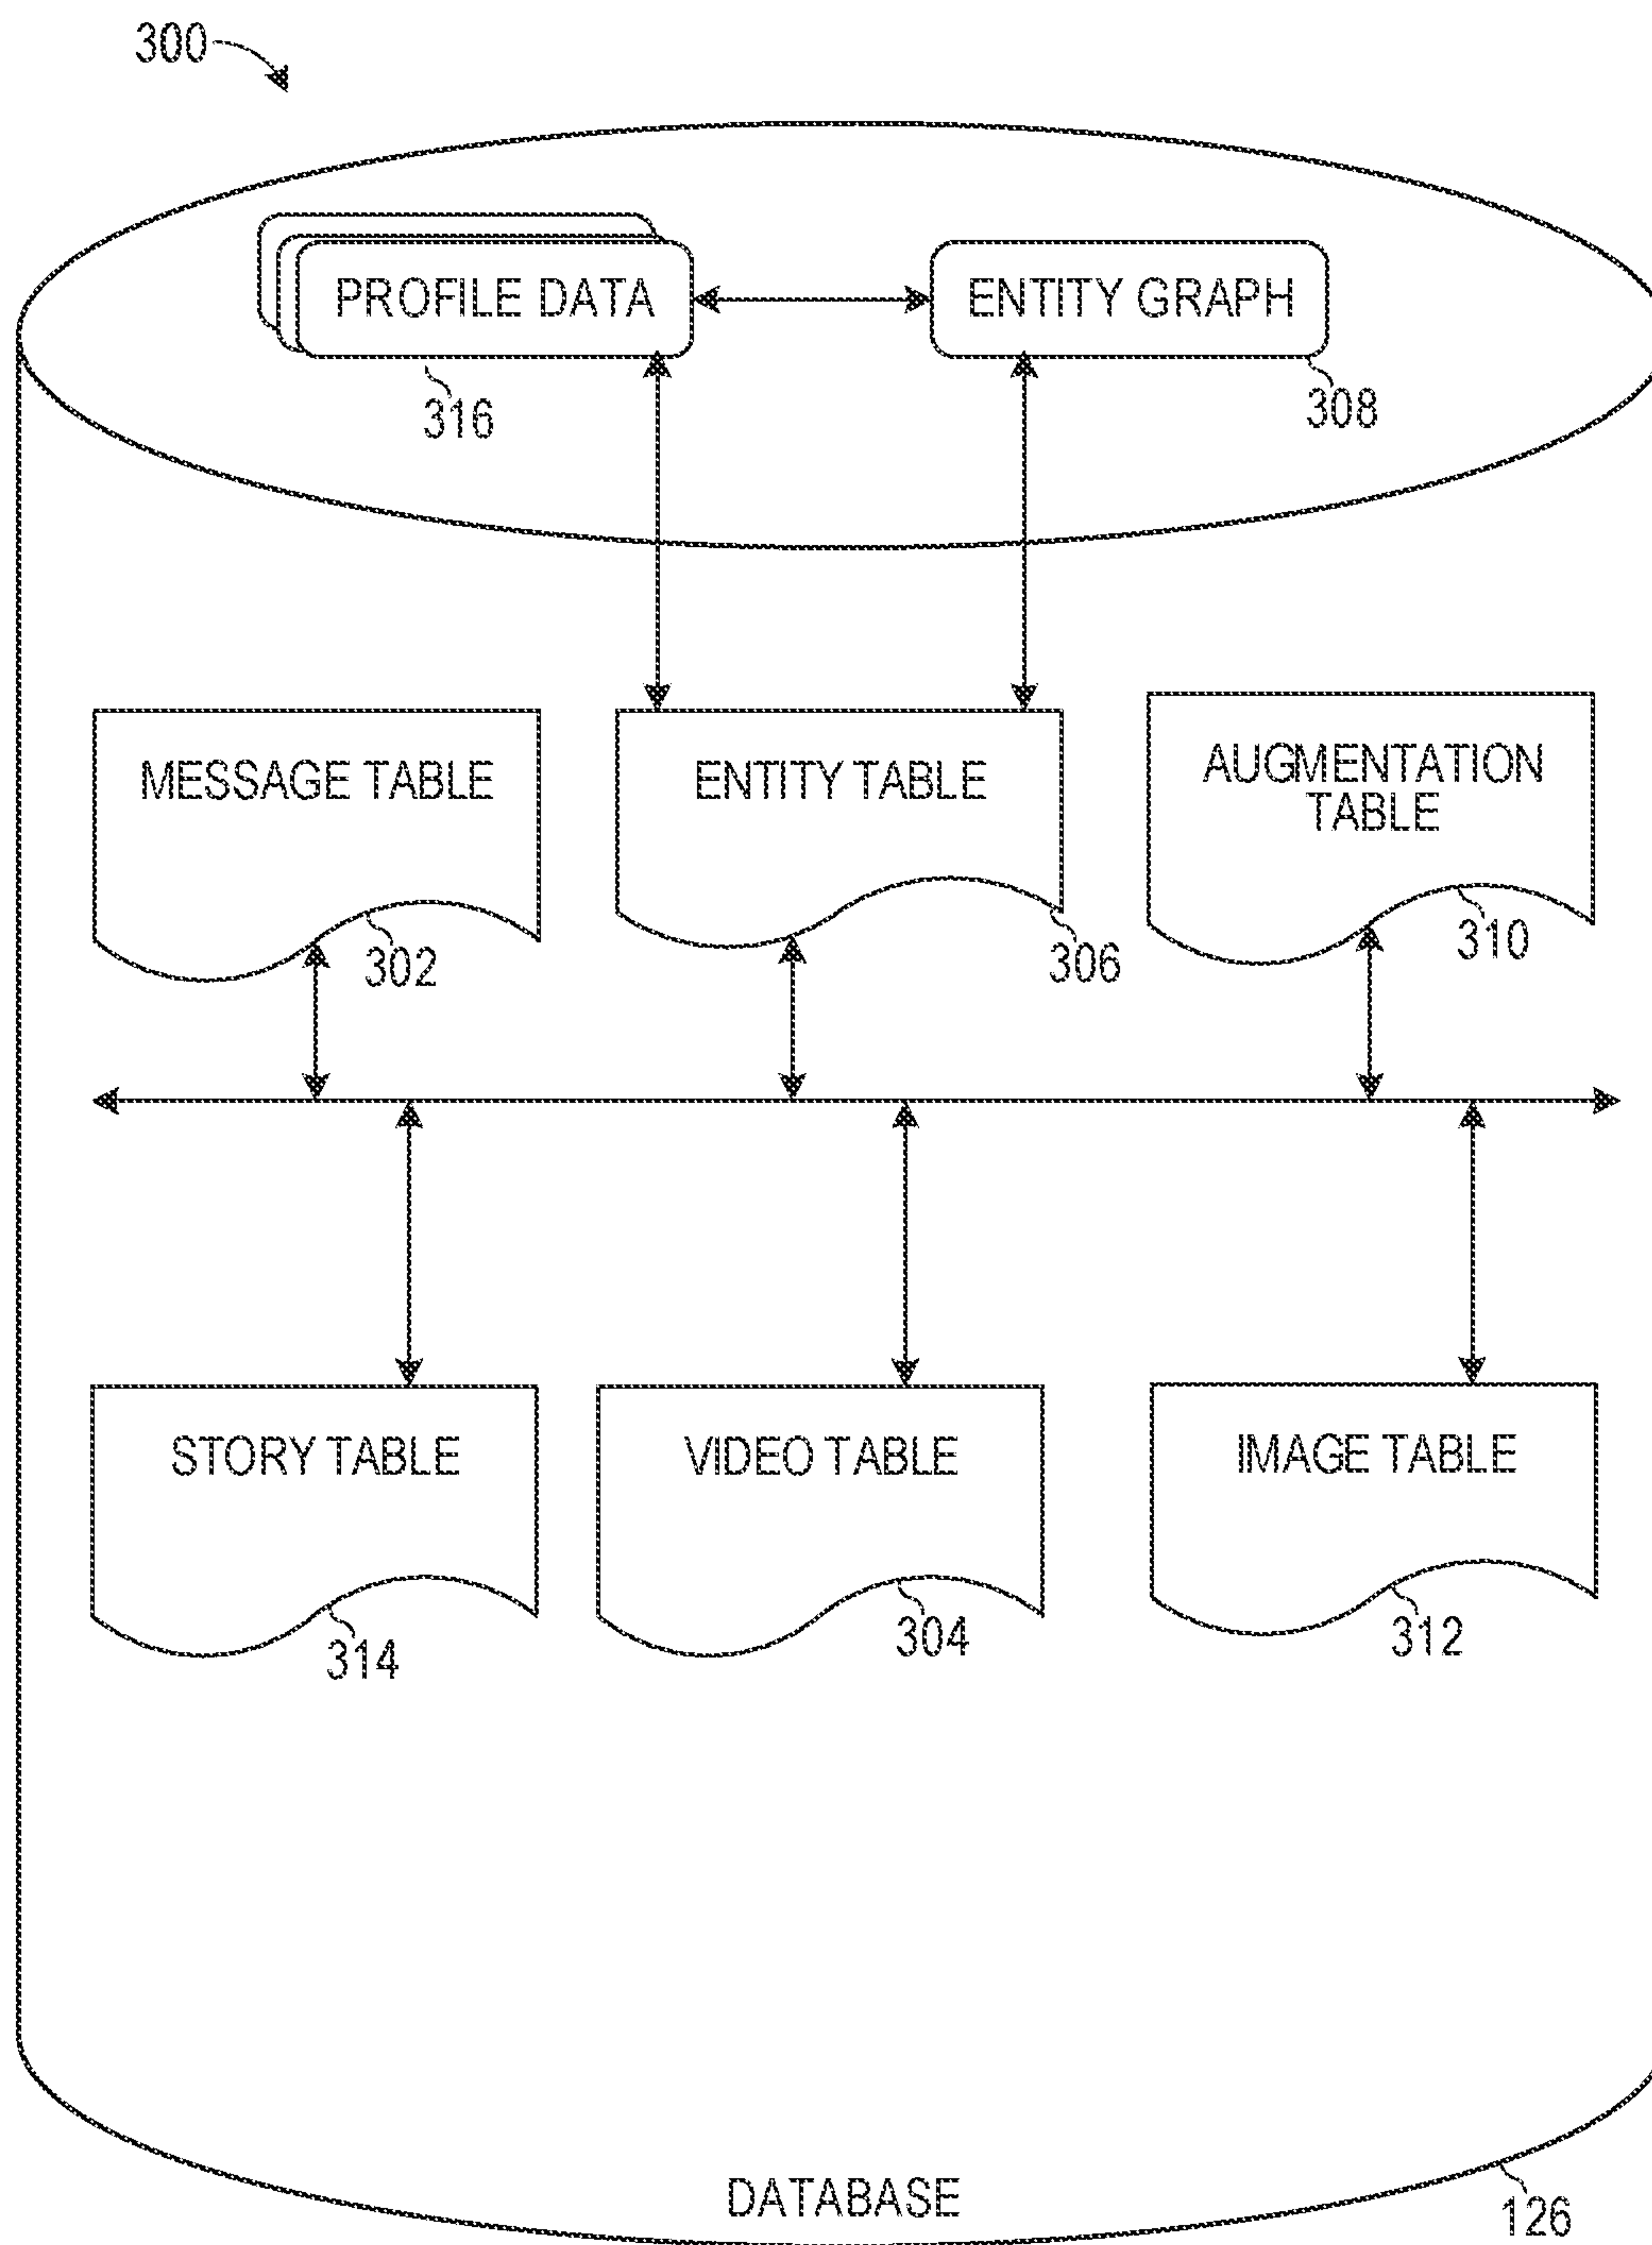 300
PROFILE DATA
ENTITY GRAPH
316
308
MESSAGE TABLE
ENTITY TABLE
AUGMENTATION
TABLE
302
306
310
STORY TABLE
VIDEO TABLE
IMAGE TABLE
314
304
312
DATABASE
126